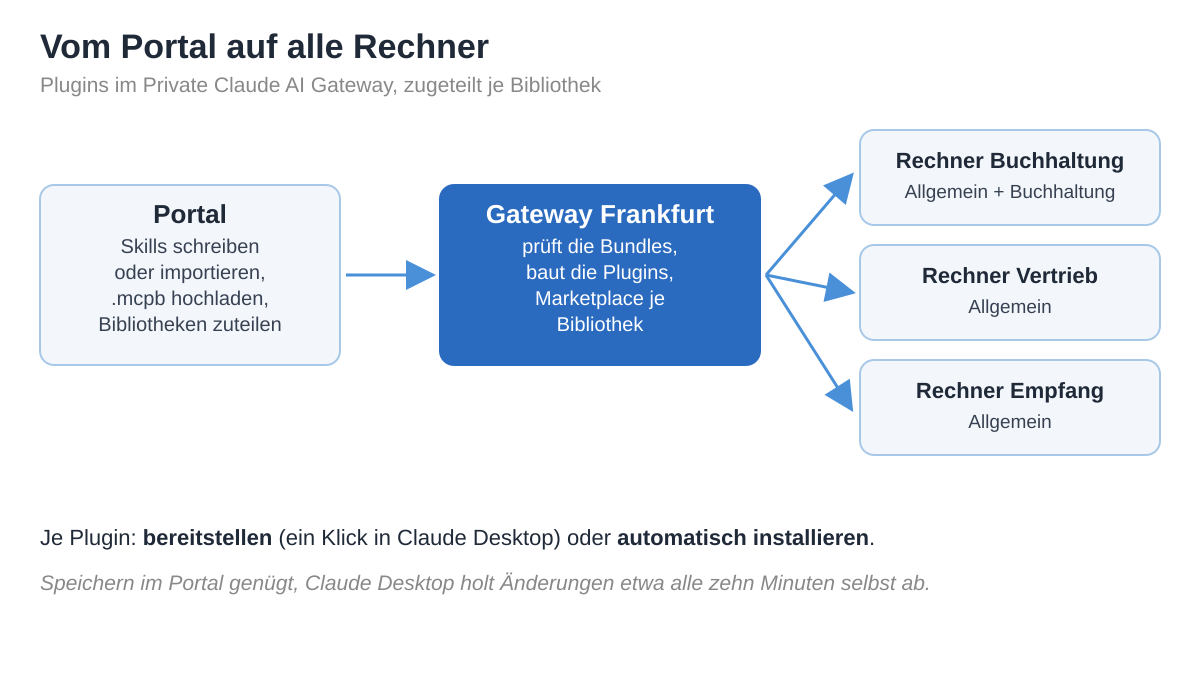 Vom Portal auf alle Rechner
Plugins im Private Claude AI Gateway, zugeteilt je Bibliothek
Portal
Skills schreiben
oder importieren,
.mcpb hochladen,
Bibliotheken zuteilen
Gateway Frankfurt
prüft die Bundles,
baut die Plugins,
Marketplace je
Bibliothek
Rechner Buchhaltung
Allgemein + Buchhaltung
Rechner Vertrieb
Allgemein
Rechner Empfang
Allgemein
Je Plugin: bereitstellen (ein Klick in Claude Desktop) oder automatisch installieren.
Speichern im Portal genügt, Claude Desktop holt Änderungen etwa alle zehn Minuten selbst ab.